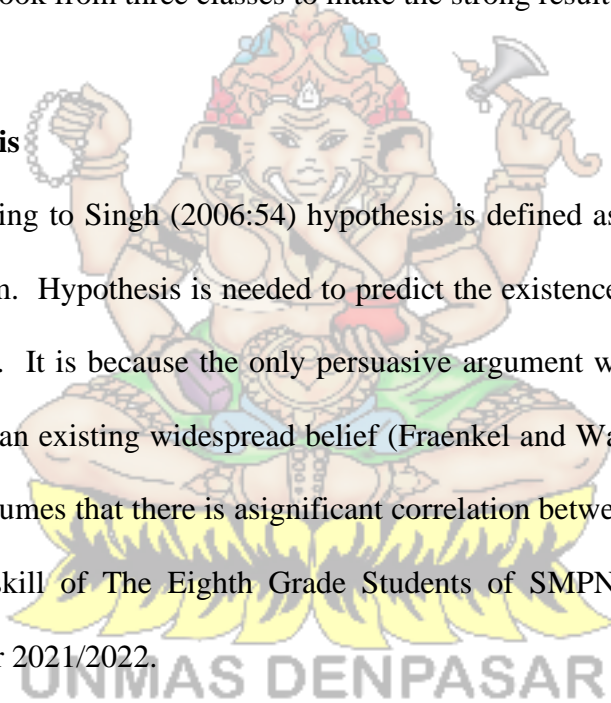 ook from three classes to make the strong result
is
ing to Singh (2006:54) hypothesis is defined as
n. Hypothesis is needed to predict the existence
. It is because the only persuasive argument w
an existing widespread belief (Fraenkel and Wa
umes that there is asignificant correlation betwe
skill of The Eighth Grade Students of SMPN
r 2021/2022.
UNMAS DENPASAR